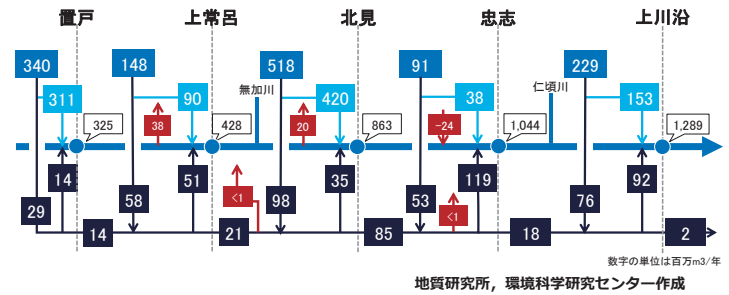 置戸 上常呂 北見 忠志 上川沿
340 148 518 91 229
311 90 無加川 420 38 仁頃川 153
325 38 428 20 863 -24 1,044 1,289
14 51 <1 35 119 92
29 58 98 53 <1 76
14 21 85 18 2
数字の単位は百万m3/年
地質研究所，環境科学研究センター作成